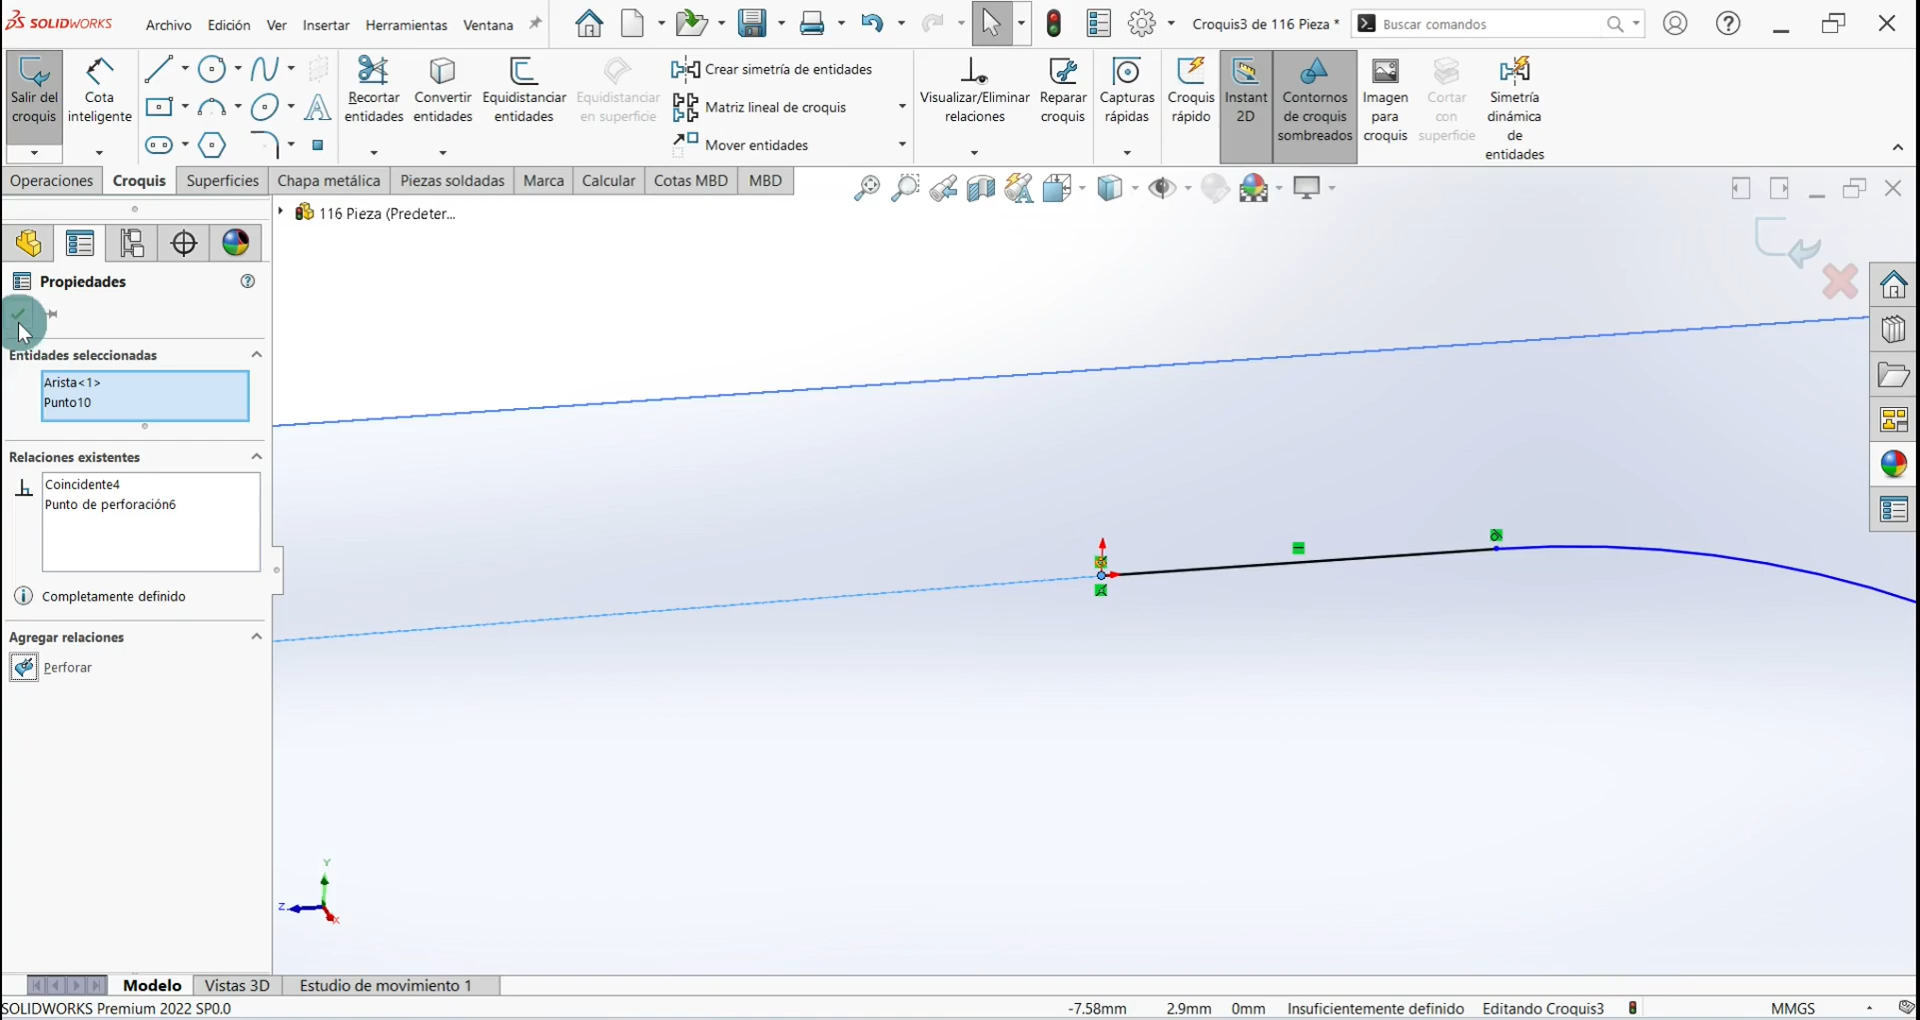 SOLIDWORKS
Archivo Edición Ver Insertar Herramientas Ventana
Croquis3 de 116 Pieza *
Buscar comandos
Salir del croquis
Cota inteligente
Recortar entidades
Convertir entidades
Equidistanciar entidades
Equidistanciar en superficie
Crear simetría de entidades
Matriz lineal de croquis
Mover entidades
Visualizar/Eliminar relaciones
Reparar croquis
Capturas rápidas
Croquis rápido
Instant 2D
Contornos de croquis sombreados
Imagen para croquis
Cortar con superficie
Simetría dinámica de entidades
Operaciones Croquis Superficies Chapa metálica Piezas soldadas Marca Calcular Cotas MBD MBD
116 Pieza (Predeter...
Propiedades
Entidades seleccionadas
Arista<1>
Punto10
Relaciones existentes
Coincidente4
Punto de perforación6
Completamente definido
Agregar relaciones
Perforar
Y
Z
X
Modelo Vistas 3D Estudio de movimiento 1
SOLIDWORKS Premium 2022 SP0.0
-7.58mm 2.9mm 0mm Insuficientemente definido Editando Croquis3 MMGS